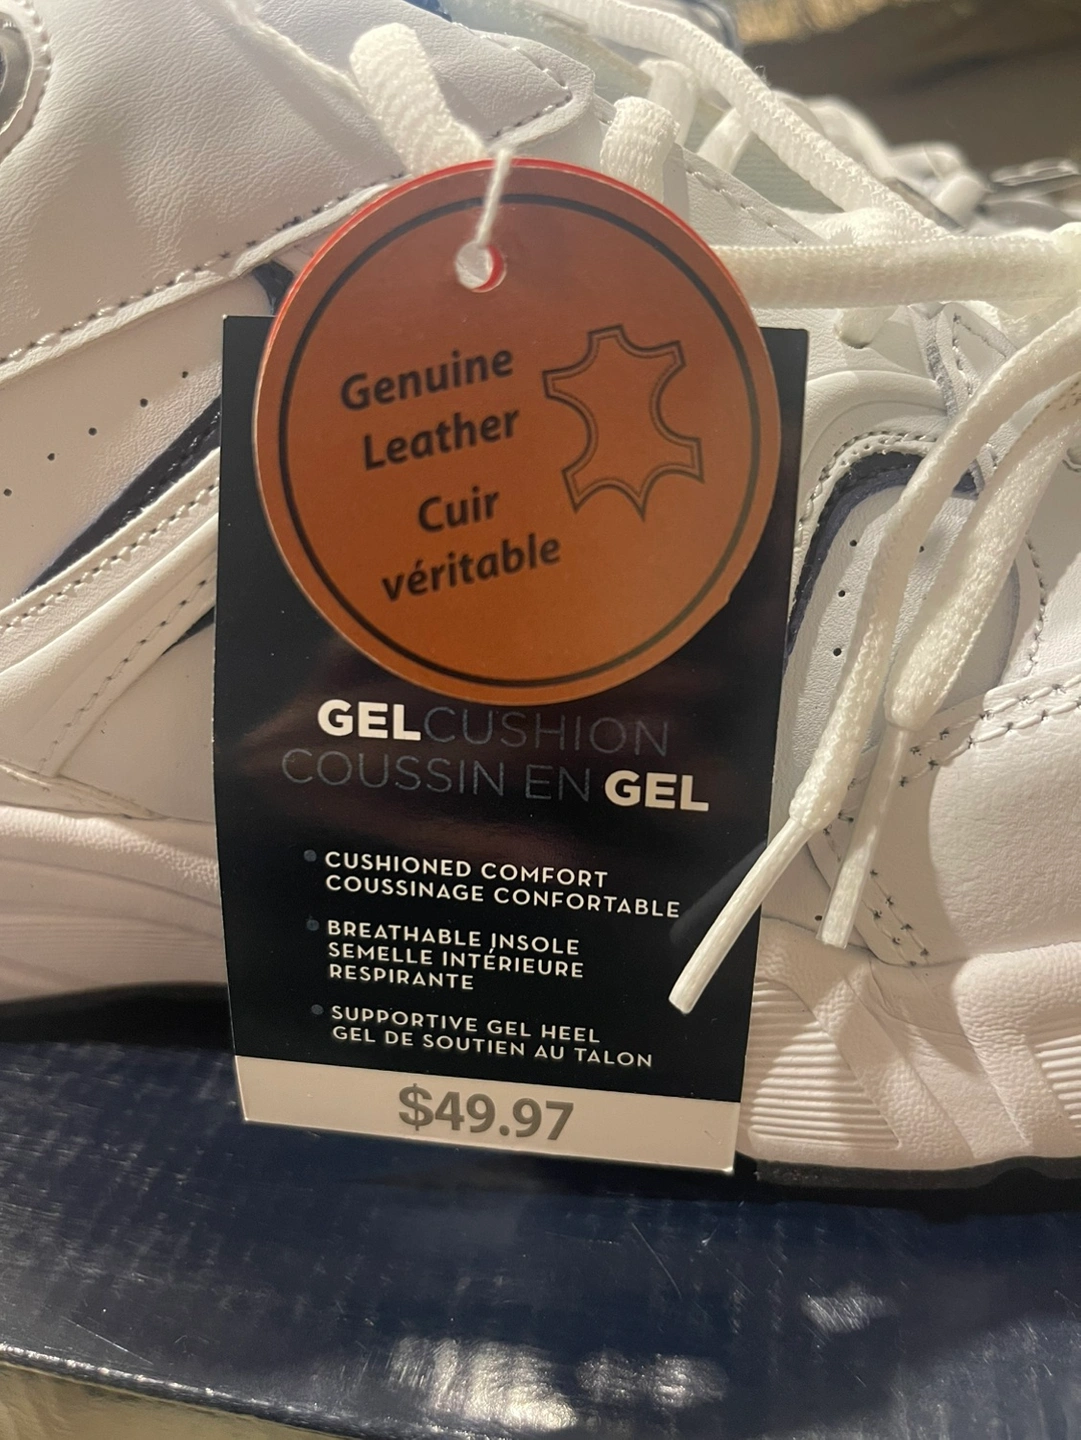 Genuine
Leather
Cuir
véritable
GELCUSHION
COUSSIN EN GEL
CUSHIONED COMFORT
COUSSINAGE CONFORTABLE
BREATHABLE INSOLE
SEMELLE INTÉRIEURE
RESPIRANTE
SUPPORTIVE GEL HEEL
GEL DE SOUTIEN AU TALON
$49.97